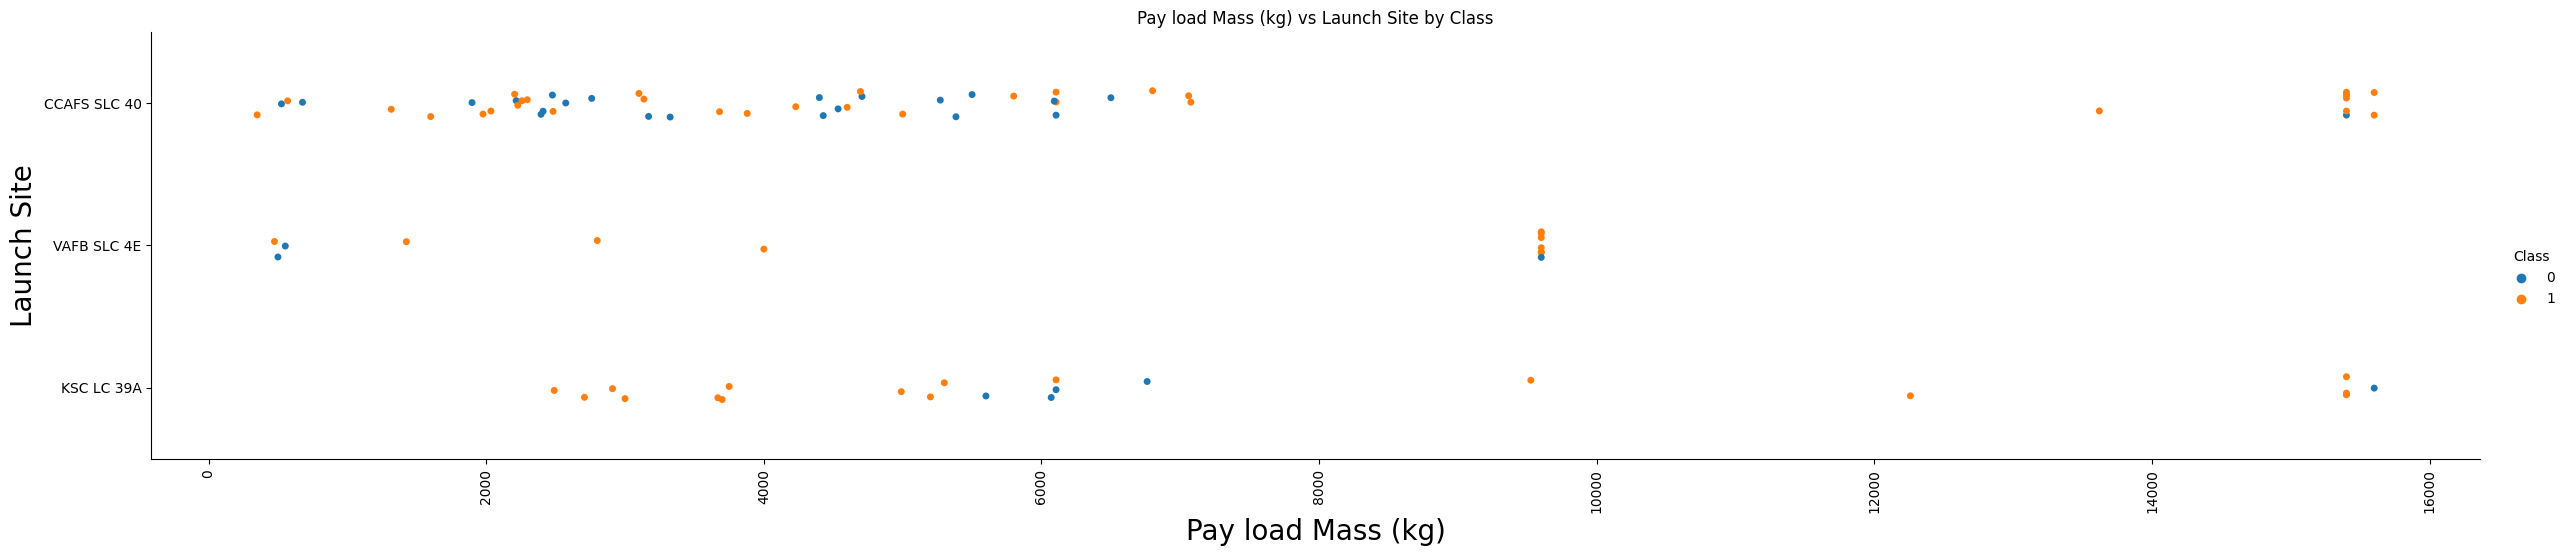 Pay load Mass (kg) vs Launch Site by Class
Launch Site
CCAFS SLC 40
VAFB SLC 4E
KSC LC 39A
Class
0
1
0
2000
4000
6000
8000
10000
12000
14000
16000
Pay load Mass (kg)